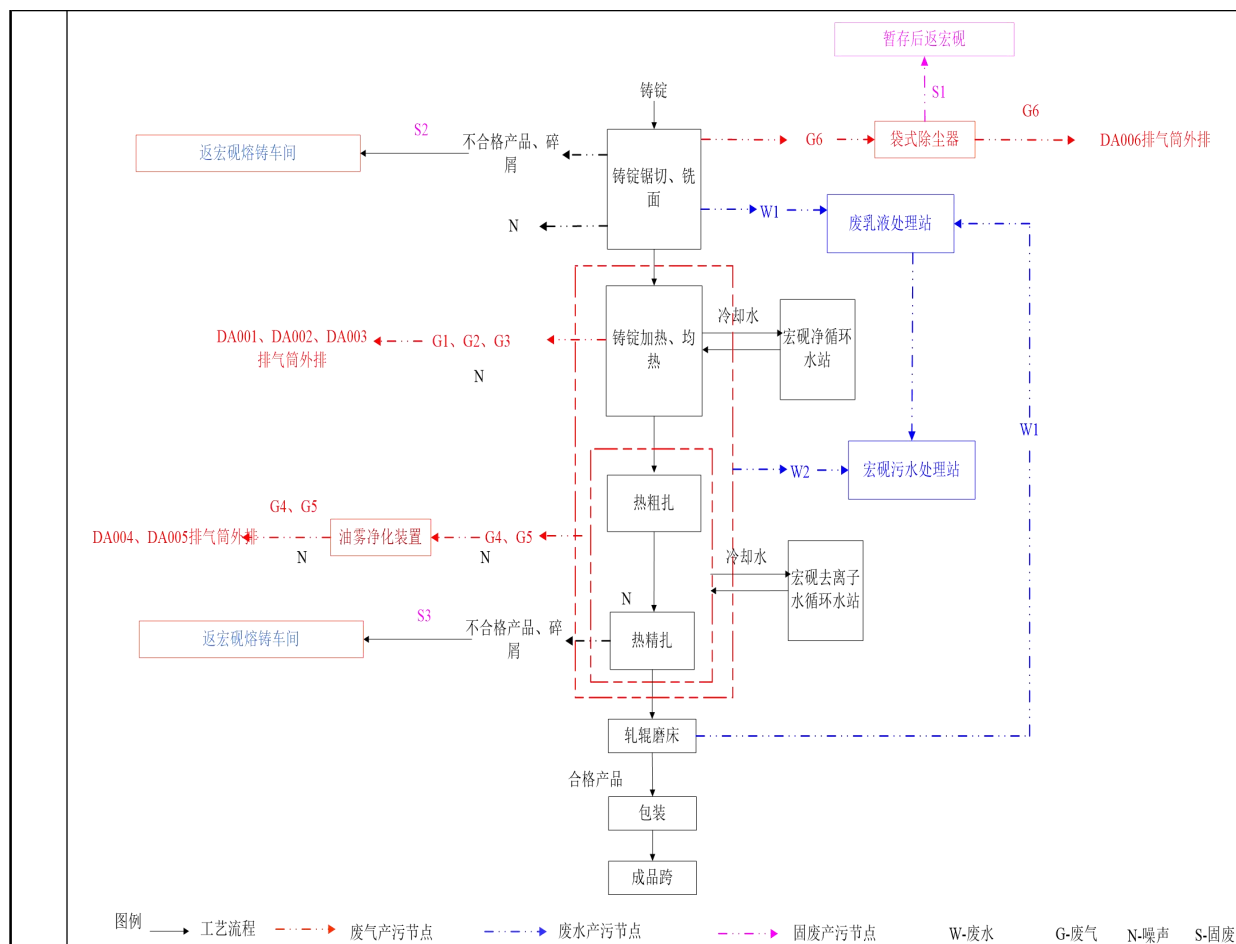 暂存后返宏砚
S1
铸锭
G6
S2
不合格产品、碎
屑
返宏砚熔铸车间
铸锭锯切、铣
面
G6
袋式除尘器
DA006排气筒外排
N
W1
废乳液处理站
冷却水
DA001、DA002、DA003
排气筒外排
G1、G2、G3
N
铸锭加热、均
热
宏砚净循环
水站
W1
W2
宏砚污水处理站
热粗扎
G4、G5
DA004、DA005排气筒外排
N
油雾净化装置
G4、G5
N
冷却水
宏砚去离子
水循环水站
N
S3
不合格产品、碎
屑
返宏砚熔铸车间
热精扎
轧辊磨床
合格产品
包装
成品跨
图例
工艺流程
废气产污节点
废水产污节点
固废产污节点
W-废水
G-废气
N-噪声
S-固废